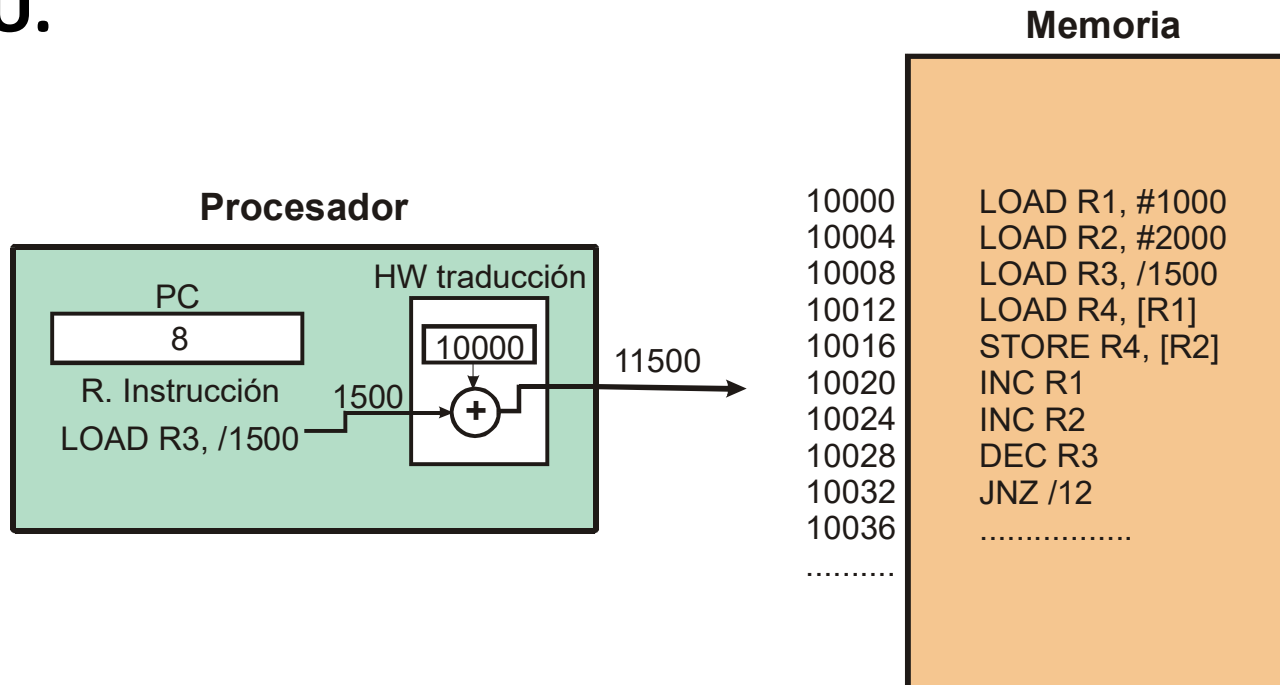 U.
Memoria
Procesador
PC
8
R. Instrucción
LOAD R3, /1500
1500
HW traducción
10000
+
11500
10000 LOAD R1, #1000
10004 LOAD R2, #2000
10008 LOAD R3, /1500
10012 LOAD R4, [R1]
10016 STORE R4, [R2]
10020 INC R1
10024 INC R2
10028 DEC R3
10032 JNZ /12
10036 .................
..........